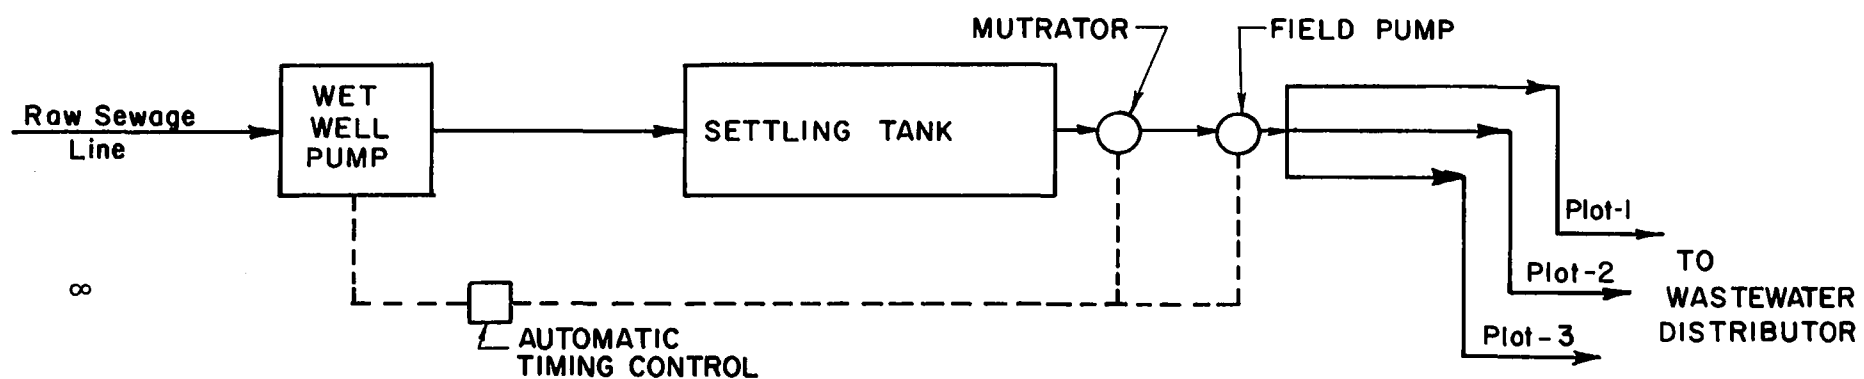 MUTRATOR
FIELD PUMP
Raw Sewage
Line
WET
WELL
PUMP
SETTLING TANK
Plot-1
Plot-2
Plot-3
TO
WASTEWATER
DISTRIBUTOR
∞
AUTOMATIC
TIMING CONTROL